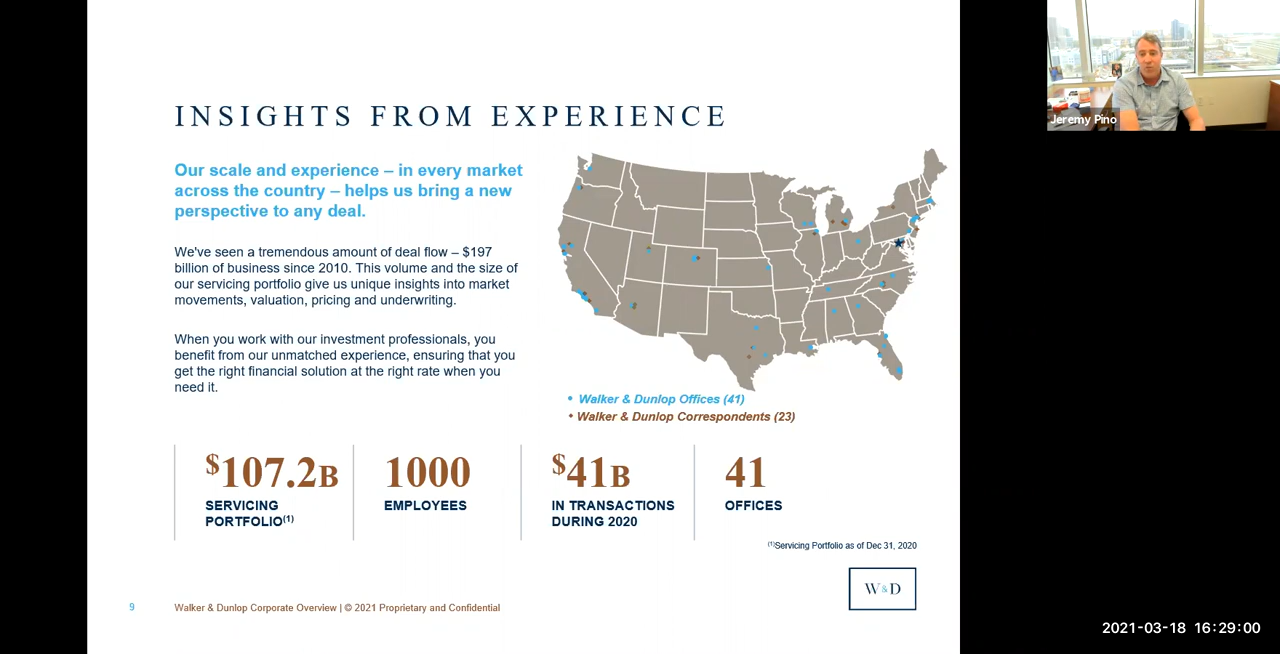 INSIGHTS FROM EXPERIENCE
Our scale and experience – in every market
across the country – helps us bring a new
perspective to any deal.
We've seen a tremendous amount of deal flow – $197
billion of business since 2010. This volume and the size of
our servicing portfolio give us unique insights into market
movements, valuation, pricing and underwriting.
When you work with our investment professionals, you
benefit from our unmatched experience, ensuring that you
get the right financial solution at the right rate when you
need it.
Walker & Dunlop Offices (41)
Walker & Dunlop Correspondents (23)
$107.2B
SERVICING
PORTFOLIO(1)
1000
EMPLOYEES
$41B
IN TRANSACTIONS
DURING 2020
41
OFFICES
(1)Servicing Portfolio as of Dec 31, 2020
W&D
9
Walker & Dunlop Corporate Overview | © 2021 Proprietary and Confidential
Jeremy Pino
2021-03-18 16:29:00